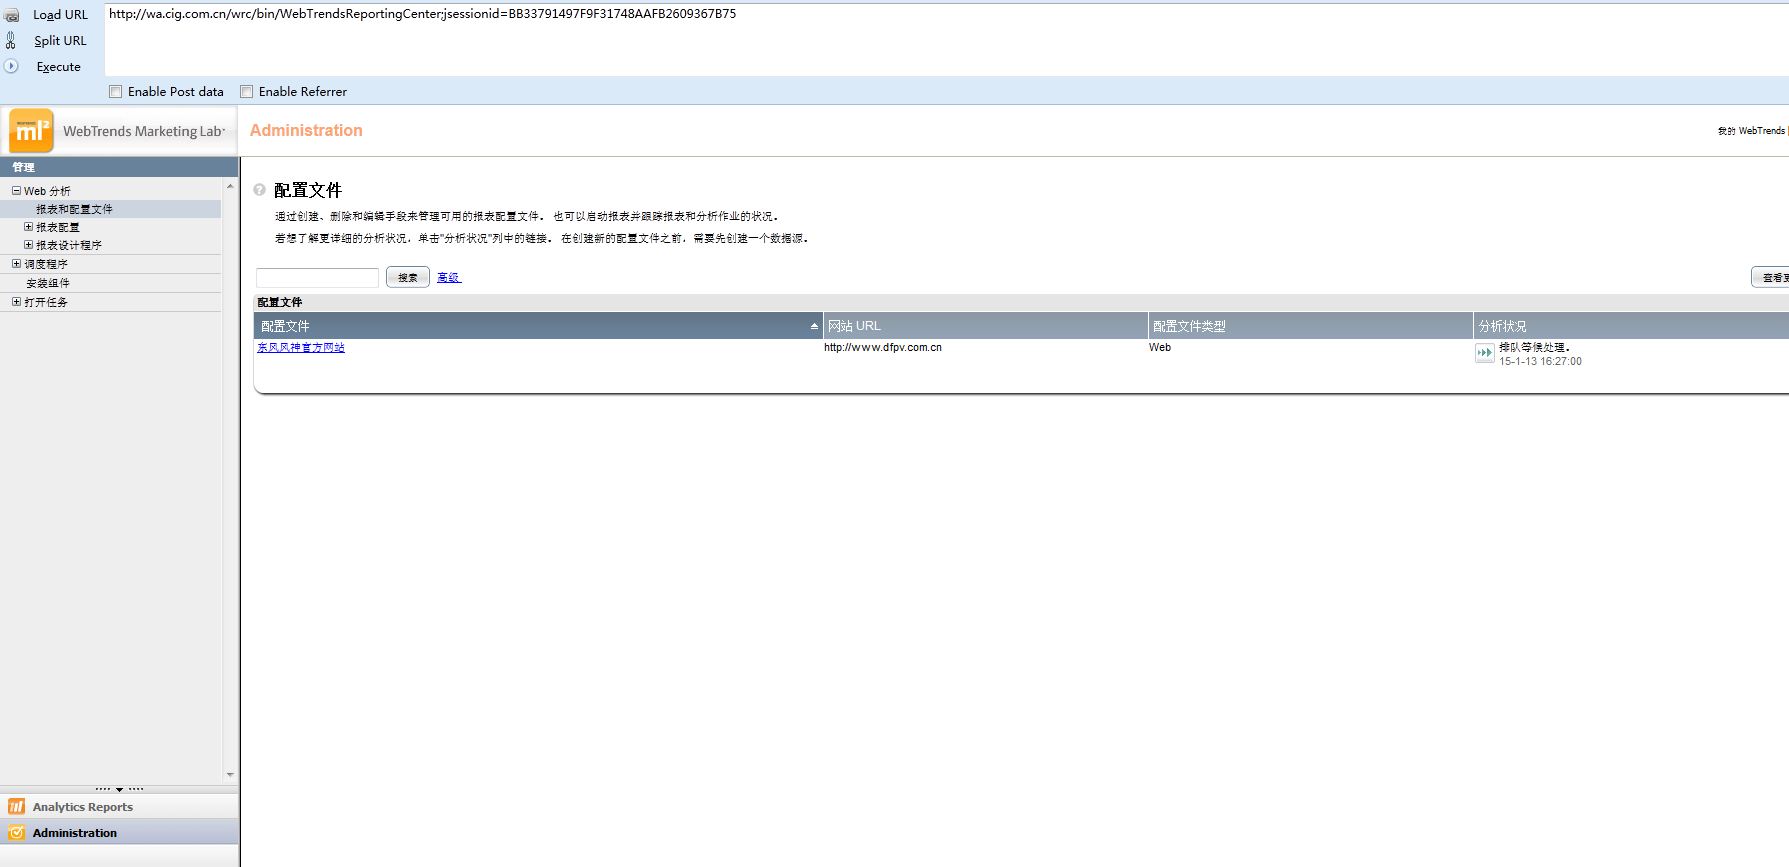 Load URL
http://wa.cig.com.cn/wrc/bin/WebTrendsReportingCenter;jsessionid=BB33791497F9F31748AAFB2609367B75
Split URL
Execute
Enable Post data
Enable Referrer
ml2
WebTrends Marketing Lab
Administration
我的 WebTrends
管理
Web 分析
报表和配置文件
报表配置
报表设计程序
调度程序
安装组件
打开任务
配置文件
通过创建、删除和编辑手段来管理可用的报表配置文件。 也可以启动报表并跟踪报表和分析作业的状况。
若想了解更详细的分析状况，单击"分析状况"列中的链接。 在创建新的配置文件之前，需要先创建一个数据源。
搜索
高级
查看更
配置文件
配置文件
网站 URL
配置文件类型
分析状况
东风风神官方网站
http://www.dfpv.com.cn
Web
排队等候处理。
15-1-13 16:27:00
Analytics Reports
Administration